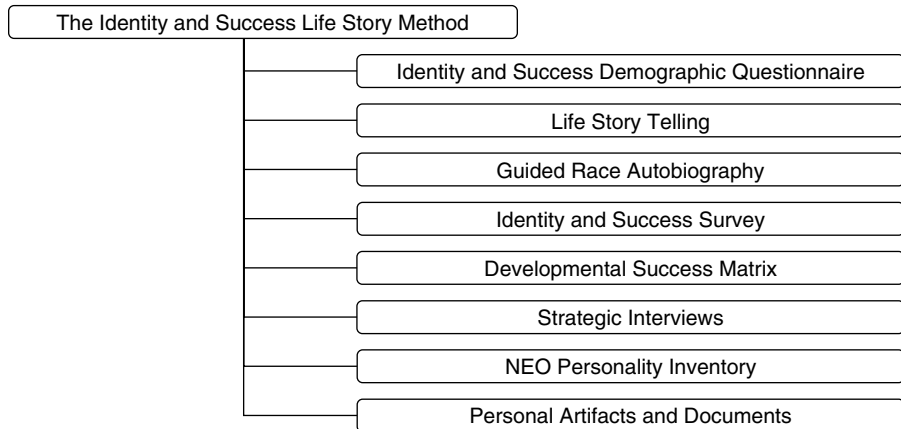 The Identity and Success Life Story Method
Identity and Success Demographic Questionnaire
Life Story Telling
Guided Race Autobiography
Identity and Success Survey
Developmental Success Matrix
Strategic Interviews
NEO Personality Inventory
Personal Artifacts and Documents